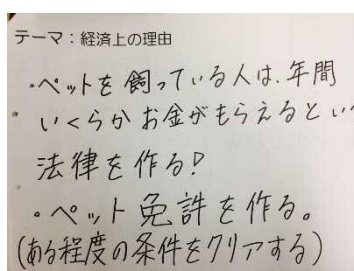 テーマ：経済上の理由
・ペットを飼っている人は、年間
いくらかお金がもらえるとい
法律を作る！
・ペット免許を作る。
(ある程度の条件をクリアする)